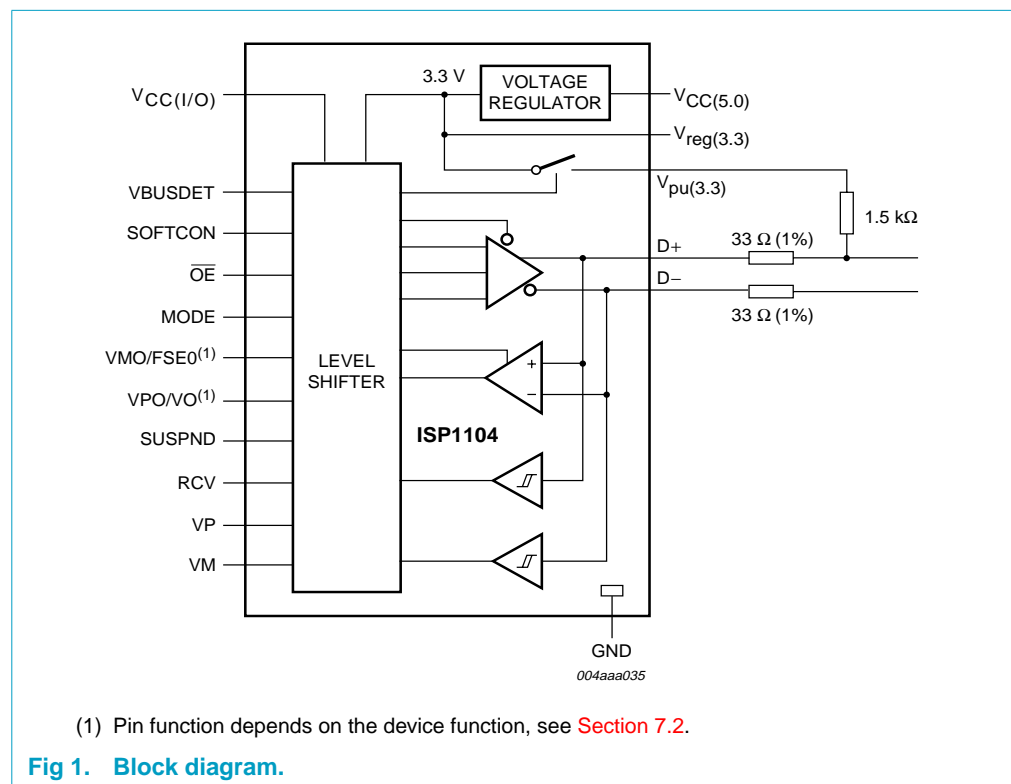 3.3 V
VOLTAGE
REGULATOR
VCC(I/O)
VCC(5.0)
Vreg(3.3)
Vpu(3.3)
1.5 kΩ
VBUSDET
SOFTCON
OE
MODE
VMO/FSE0(1)
VPO/VO(1)
SUSPND
RCV
VP
VM
LEVEL
SHIFTER
D+
33 Ω (1%)
D−
33 Ω (1%)
+
−
ISP1104
GND
004aaa035
(1) Pin function depends on the device function, see Section 7.2.
Fig 1. Block diagram.